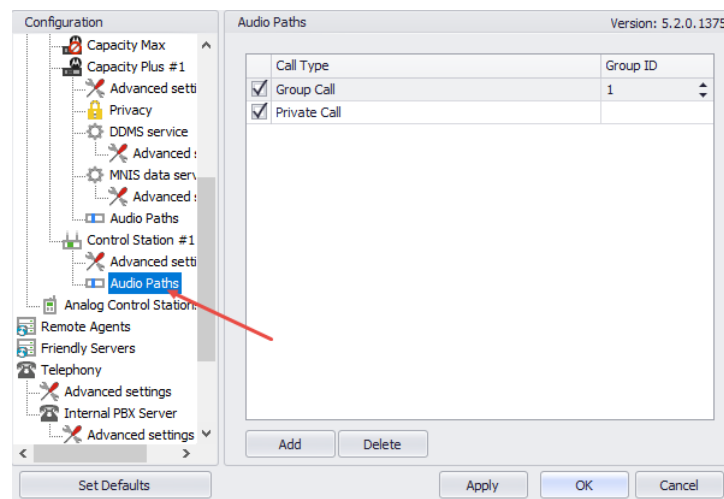 Configuration
Capacity Max
Capacity Plus #1
Advanced setti
Privacy
DDMS service
Advanced s
MNIS data serv
Advanced s
Audio Paths
Control Station #1
Advanced setti
Audio Paths
Analog Control Station
Remote Agents
Friendly Servers
Telephony
Advanced settings
Internal PBX Server
Advanced settings
Set Defaults
Audio Paths Version: 5.2.0.1375
Call Type Group ID
Group Call 1
Private Call
Add Delete
Apply OK Cancel